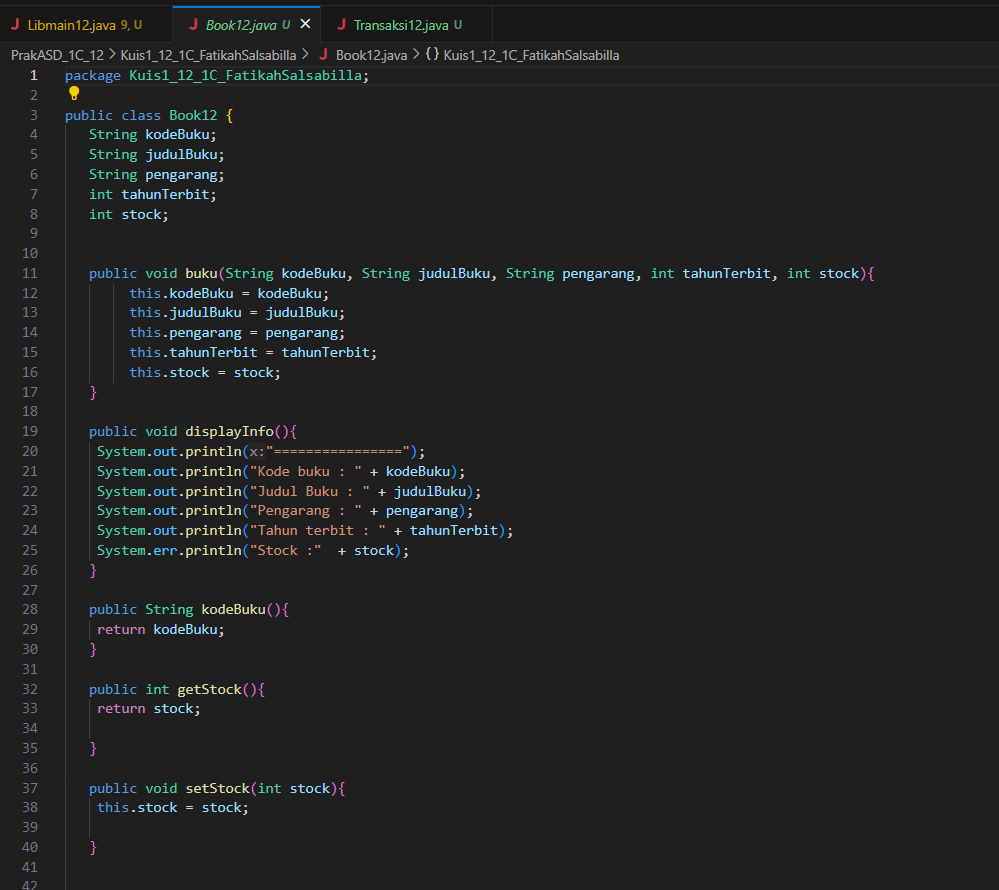 J Libmain12.java 9, U J Book12.java U × J Transaksi12.java U
PrakASD_1C_12 > Kuis1_12_1C_FatikahSalsabilla > J Book12.java > {} Kuis1_12_1C_FatikahSalsabilla
1 package Kuis1_12_1C_FatikahSalsabilla;
2
3 public class Book12 {
4 String kodeBuku;
5 String judulBuku;
6 String pengarang;
7 int tahunTerbit;
8 int stock;
9
10
11 public void buku(String kodeBuku, String judulBuku, String pengarang, int tahunTerbit, int stock){
12 this.kodeBuku = kodeBuku;
13 this.judulBuku = judulBuku;
14 this.pengarang = pengarang;
15 this.tahunTerbit = tahunTerbit;
16 this.stock = stock;
17 }
18
19 public void displayInfo(){
20 System.out.println(x:"================");
21 System.out.println("Kode buku : " + kodeBuku);
22 System.out.println("Judul Buku : " + judulBuku);
23 System.out.println("Pengarang : " + pengarang);
24 System.out.println("Tahun terbit : " + tahunTerbit);
25 System.err.println("Stock :"  + stock);
26 }
27
28 public String kodeBuku(){
29 return kodeBuku;
30 }
31
32 public int getStock(){
33 return stock;
34
35 }
36
37 public void setStock(int stock){
38 this.stock = stock;
39
40 }
41
42